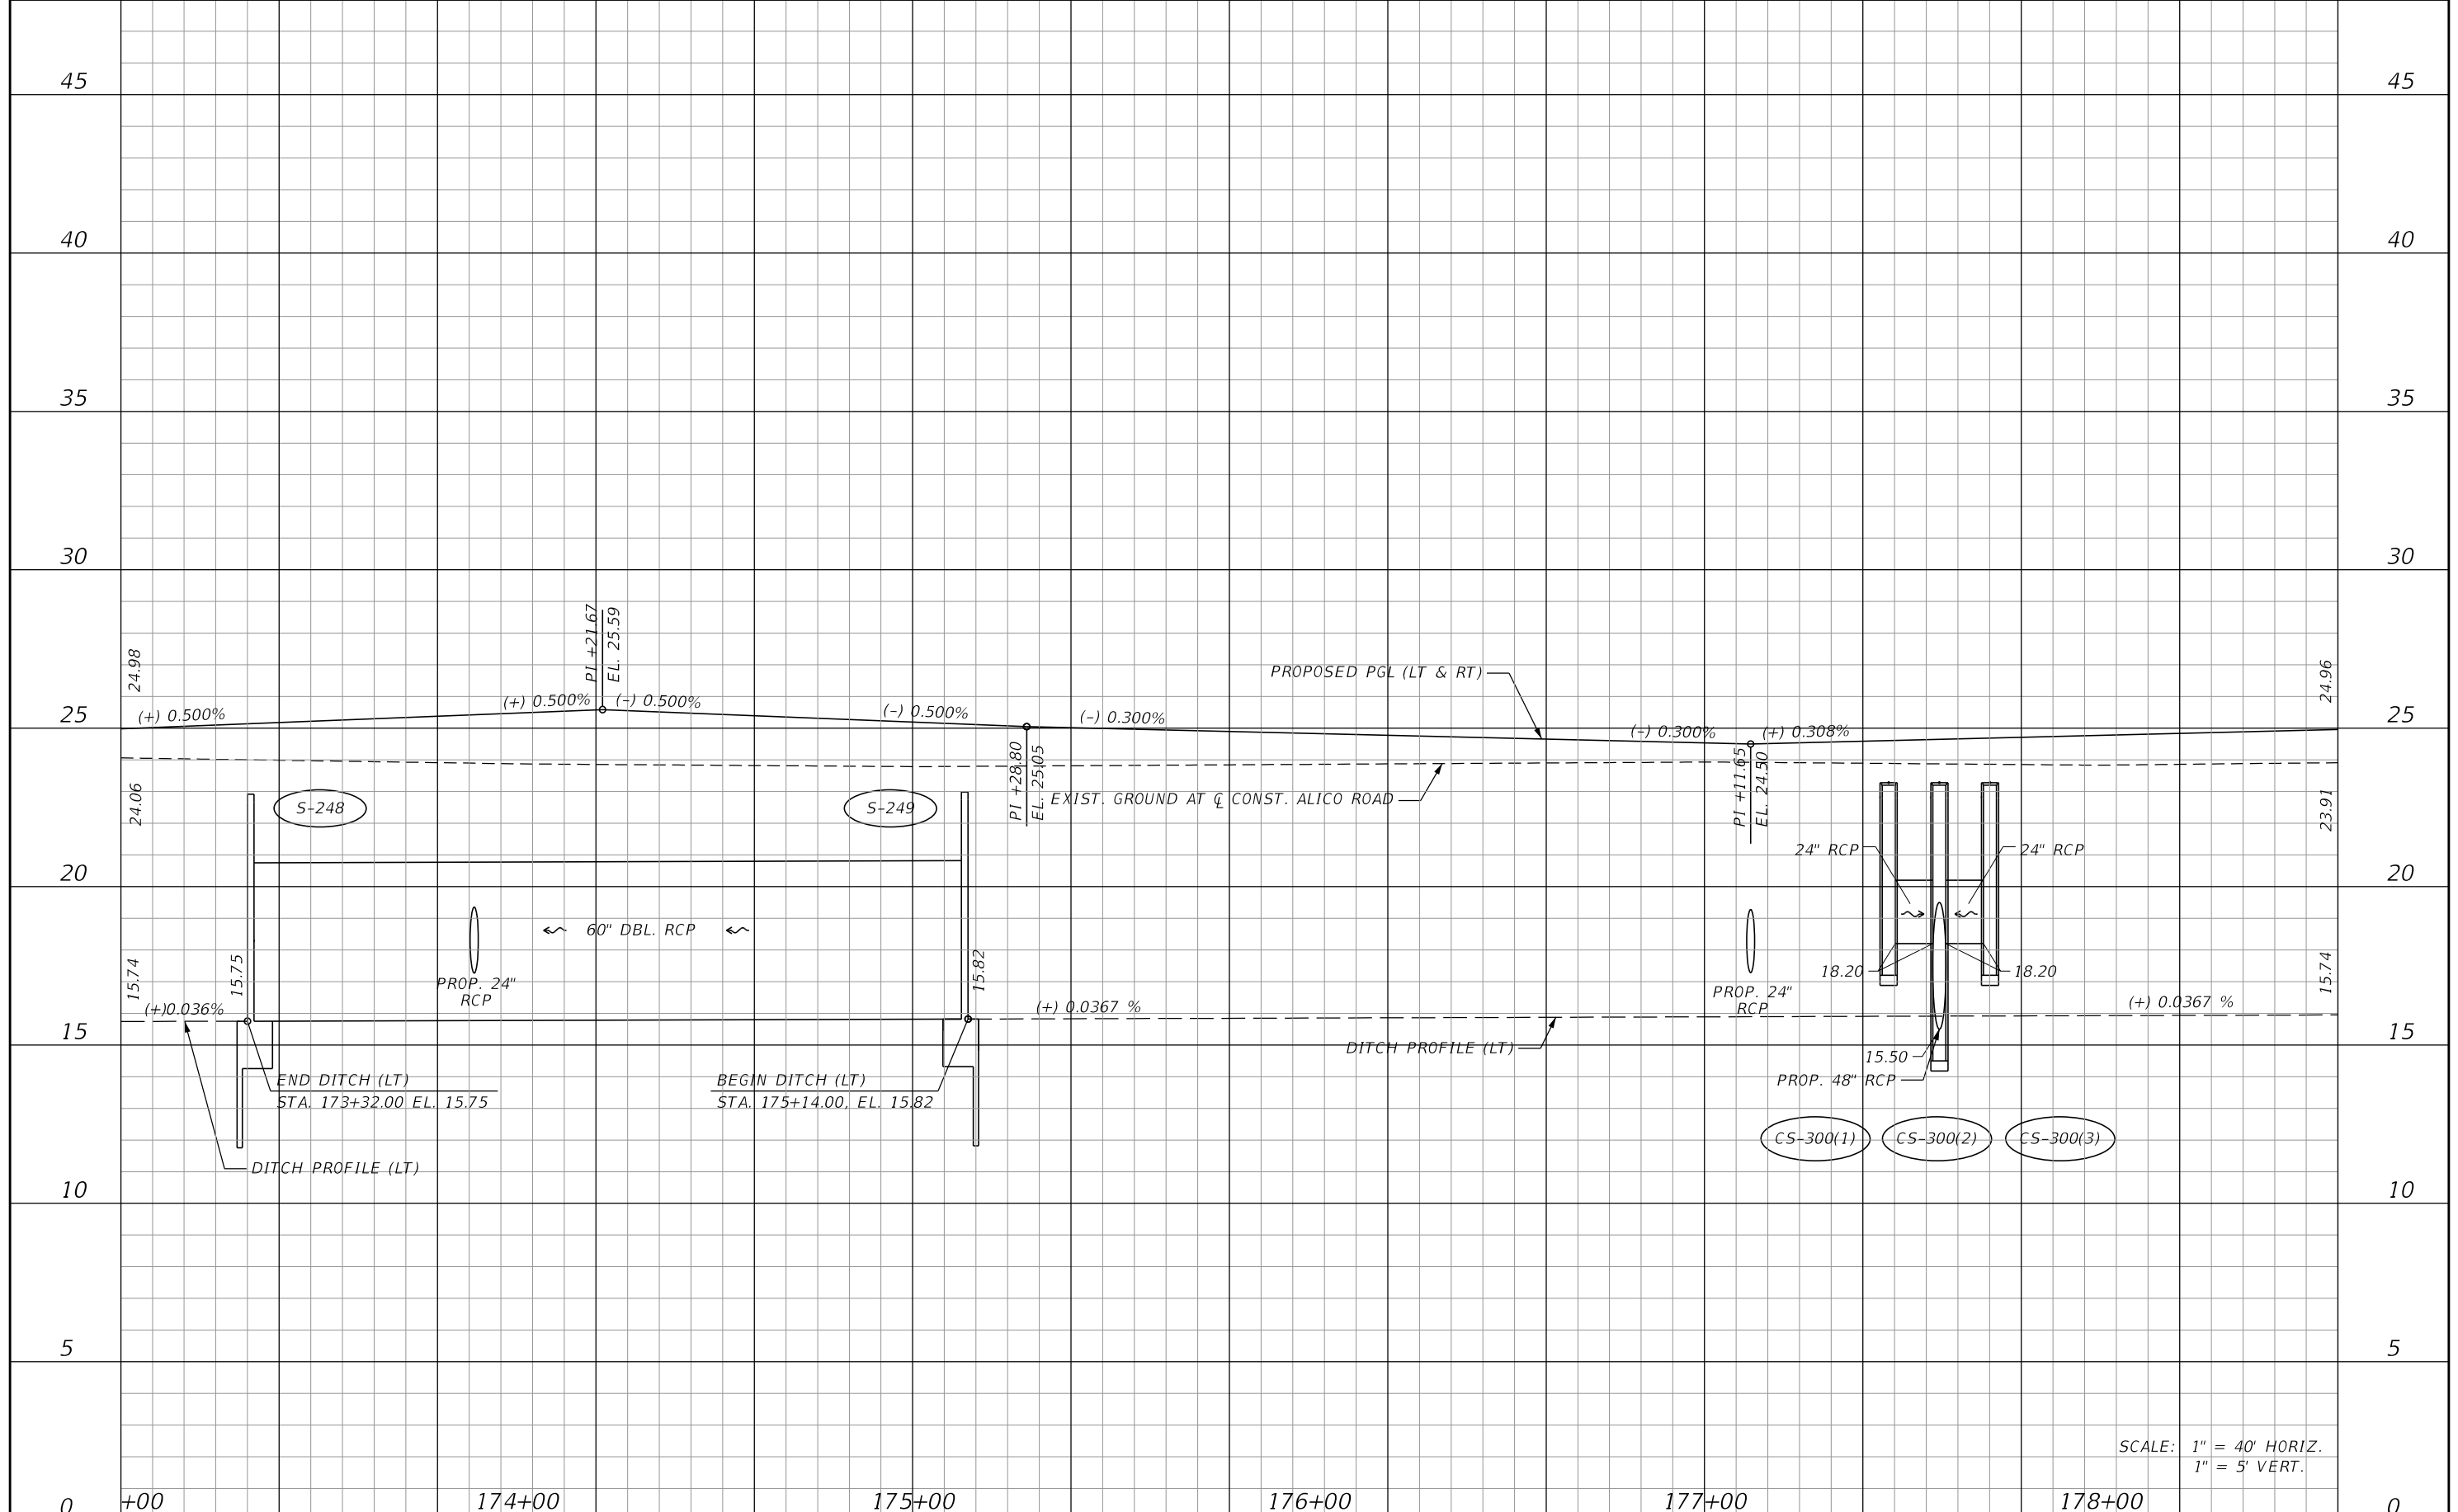 45
45
40
40
35
35
30
30
PI +21.67
EL. 25.59
24.98
PROPOSED PGL (LT & RT)
24.96
(+) 0.500%
(+) 0.500%
(-) 0.500%
(-) 0.500%
(-) 0.300%
(-) 0.300%
(+) 0.308%
25
25
PI +28.80
EL. 25.05
PI +11.65
EL. 24.50
24.06
S-248
S-249
EXIST. GROUND AT ℄ CONST. ALICO ROAD
23.91
24" RCP
24" RCP
20
20
60" DBL. RCP
15.74
15.75
PROP. 24"
RCP
15.82
18.20
18.20
15.74
PROP. 24"
RCP
(+)0.036%
(+) 0.0367 %
(+) 0.0367 %
15
15
DITCH PROFILE (LT)
15.50
PROP. 48" RCP
END DITCH (LT)
STA. 173+32.00 EL. 15.75
BEGIN DITCH (LT)
STA. 175+14.00, EL. 15.82
CS-300(1)
CS-300(2)
CS-300(3)
DITCH PROFILE (LT)
10
10
5
5
SCALE: 1" = 40' HORIZ.
1" = 5' VERT.
0
+00
174+00
175+00
176+00
177+00
178+00
0